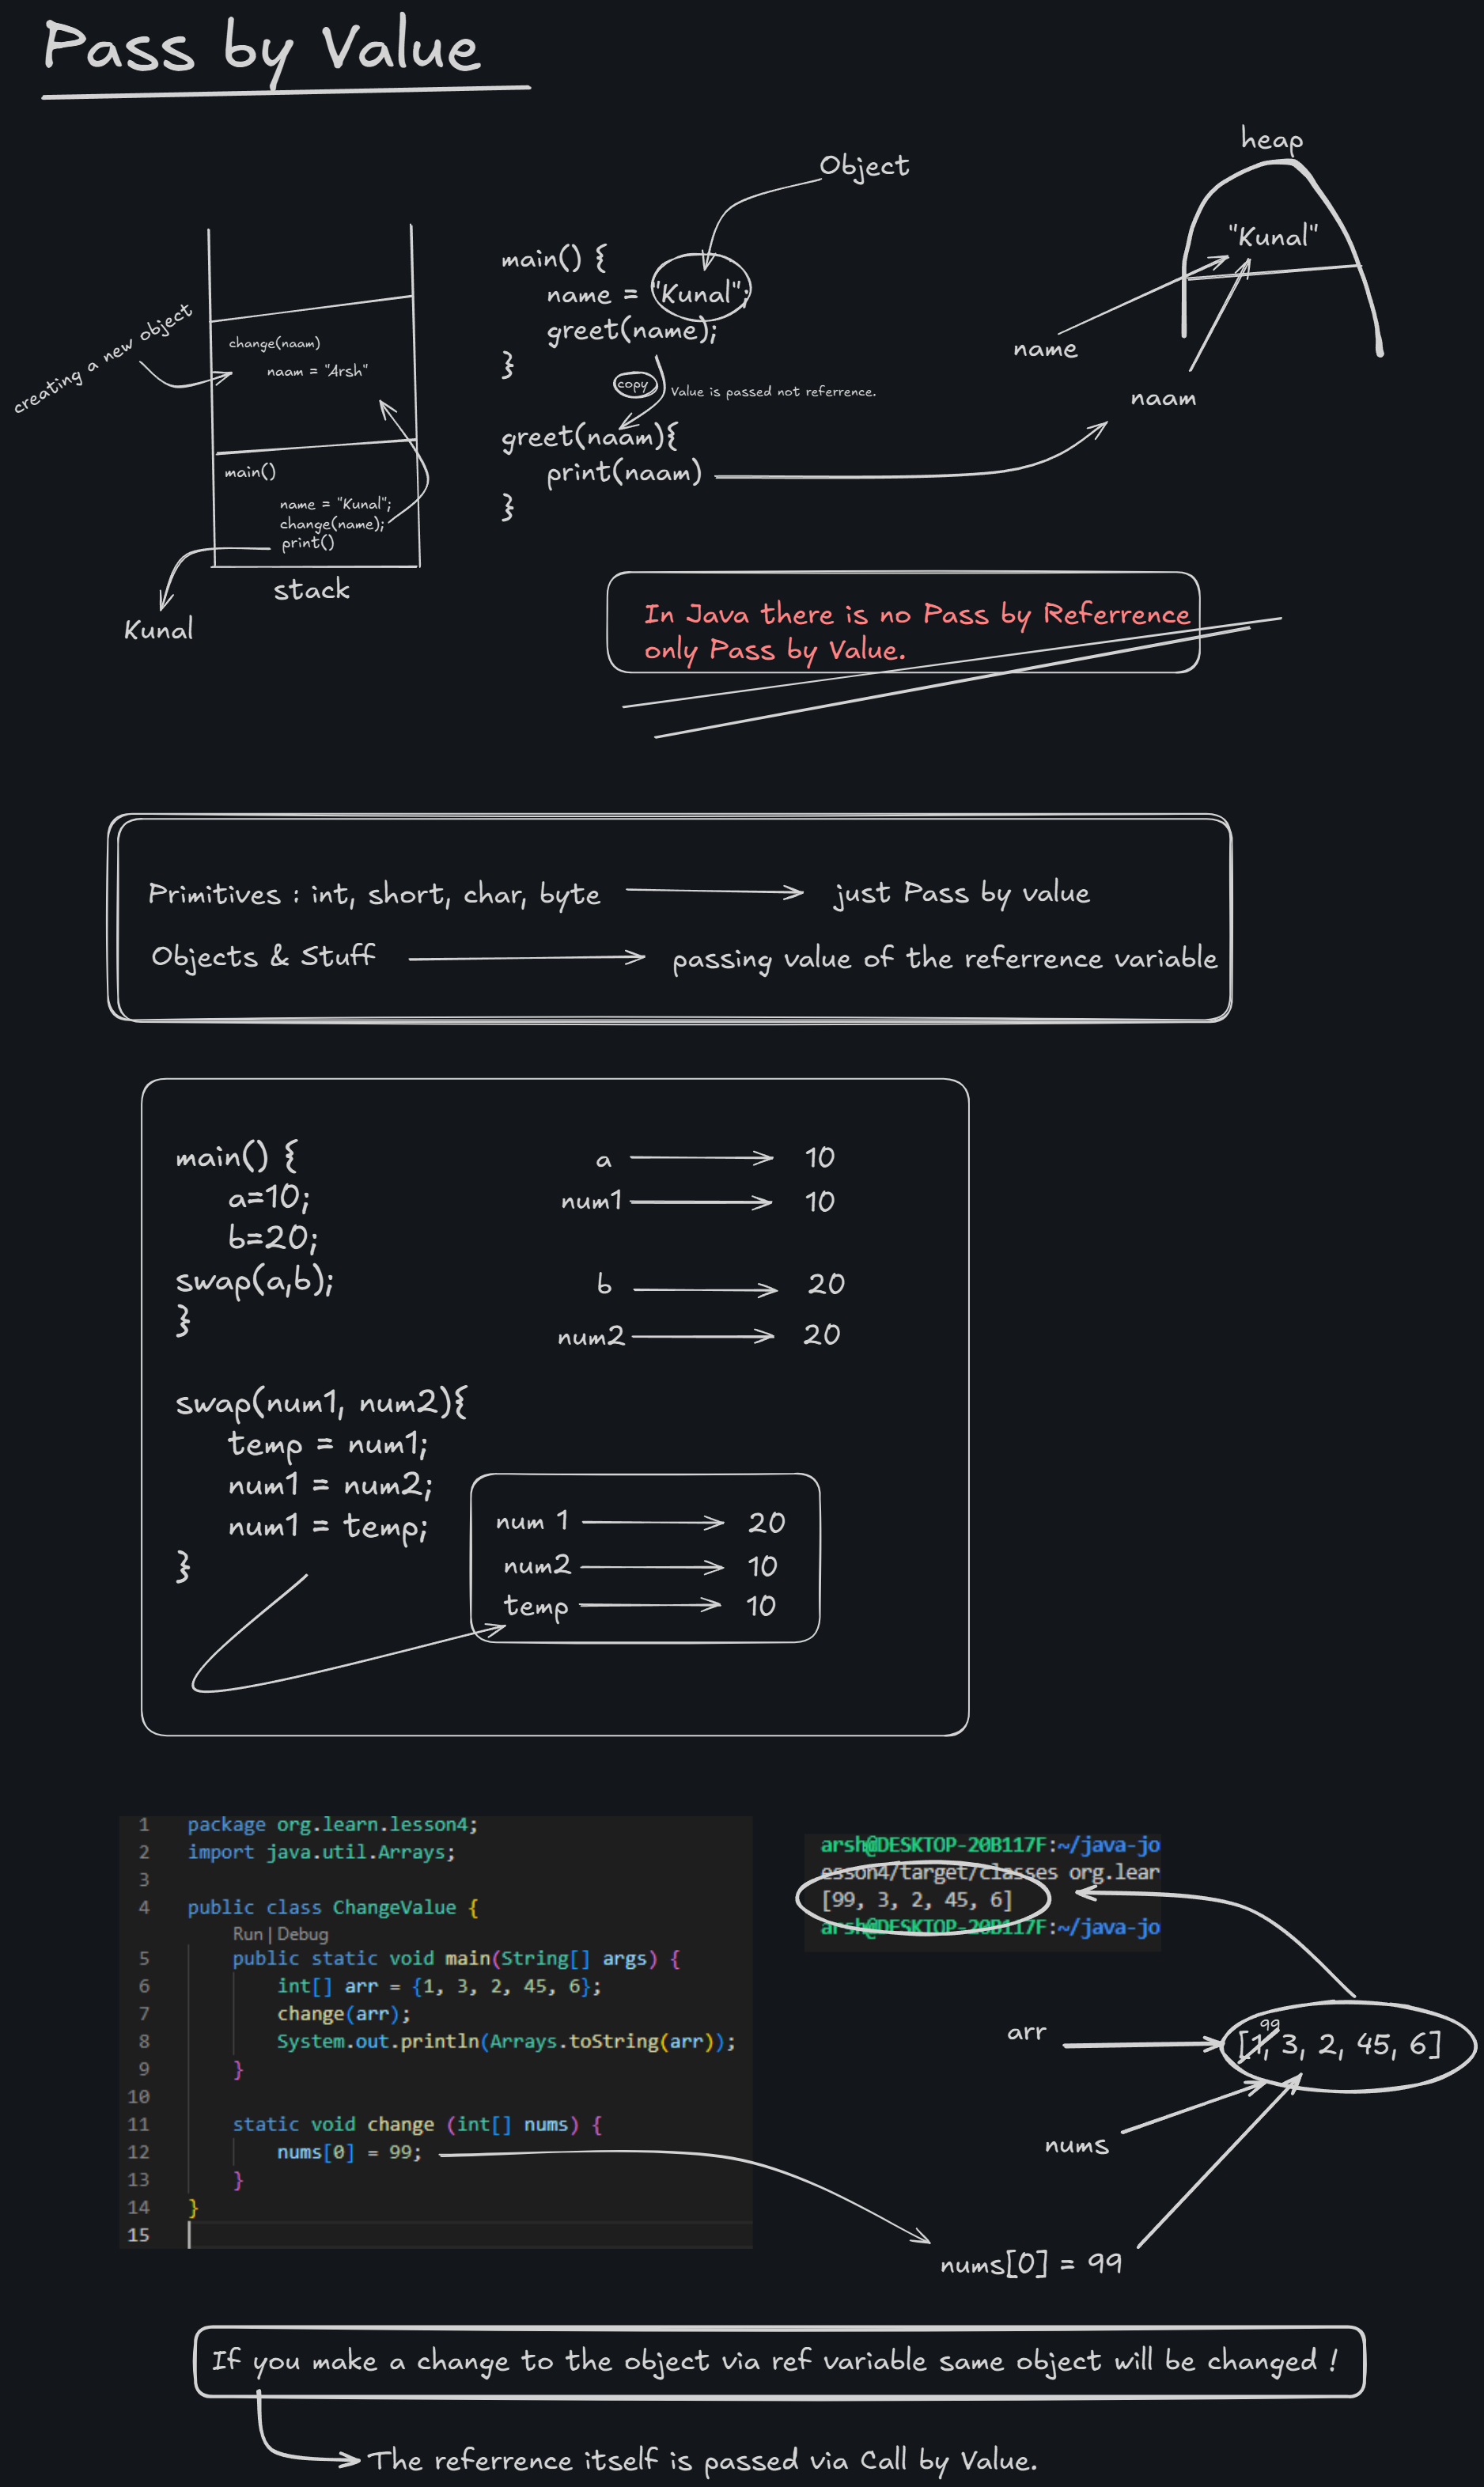 Pass by Value
heap
Object
"Kunal"
main() {
name = "Kunal";
greet(name);
}
name
naam
copy
Value is passed not referrence.
greet(naam){
print(naam)
}
creating a new object
change(naam)
naam = "Arsh"
main()
name = "Kunal";
change(name);
print()
stack
Kunal
In Java there is no Pass by Referrence
only Pass by Value.
Primitives : int, short, char, byte
just Pass by value
Objects & Stuff
passing value of the referrence variable
main() {
a=10;
b=20;
swap(a,b);
}
a 10
num1 10
b 20
num2 20
swap(num1, num2){
temp = num1;
num1 = num2;
num1 = temp;
}
num 1 20
num2 10
temp 10
1 package org.learn.lesson4;
2 import java.util.Arrays;
3
4 public class ChangeValue {
Run | Debug
5 public static void main(String[] args) {
6 int[] arr = {1, 3, 2, 45, 6};
7 change(arr);
8 System.out.println(Arrays.toString(arr));
9 }
10
11 static void change (int[] nums) {
12 nums[0] = 99;
13 }
14 }
15
arsh@DESKTOP-20B117F:~/java-jo
esson4/target/classes org.lear
[99, 3, 2, 45, 6]
arsh@DESKTOP-20B117F:~/java-jo
arr
99
[1, 3, 2, 45, 6]
nums
nums[0] = 99
If you make a change to the object via ref variable same object will be changed !
The referrence itself is passed via Call by Value.